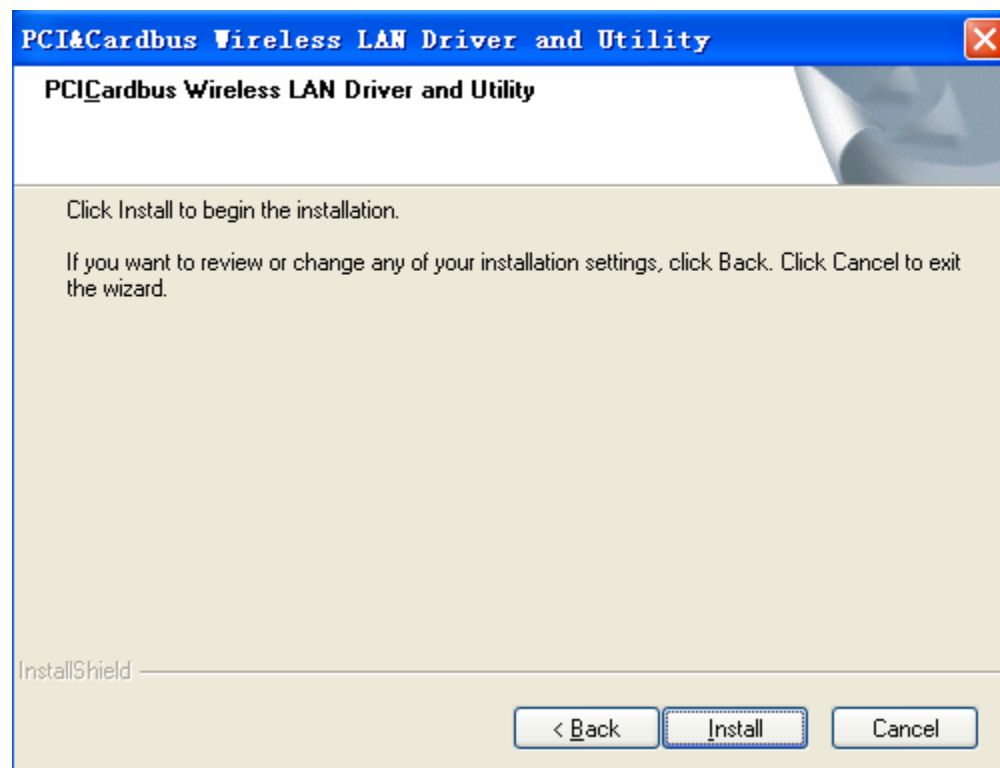 PCI&Cardbus Wireless LAN Driver and Utility
PCICardbus Wireless LAN Driver and Utility
Click Install to begin the installation.
If you want to review or change any of your installation settings, click Back. Click Cancel to exit
the wizard.
InstallShield
< Back Install Cancel